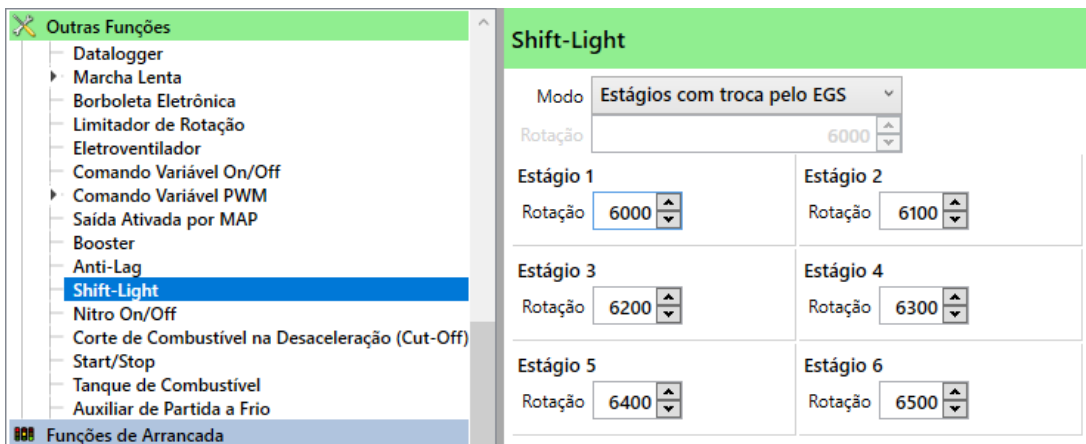 Outras Funções
Datalogger
Marcha Lenta
Borboleta Eletrônica
Limitador de Rotação
Eletroventilador
Comando Variável On/Off
Comando Variável PWM
Saída Ativada por MAP
Booster
Anti-Lag
Shift-Light
Nitro On/Off
Corte de Combustível na Desaceleração (Cut-Off)
Start/Stop
Tanque de Combustível
Auxiliar de Partida a Frio
Funções de Arrancada
Shift-Light
Modo Estágios com troca pelo EGS
Rotação 6000
Estágio 1 Estágio 2
Rotação 6000 Rotação 6100
Estágio 3 Estágio 4
Rotação 6200 Rotação 6300
Estágio 5 Estágio 6
Rotação 6400 Rotação 6500